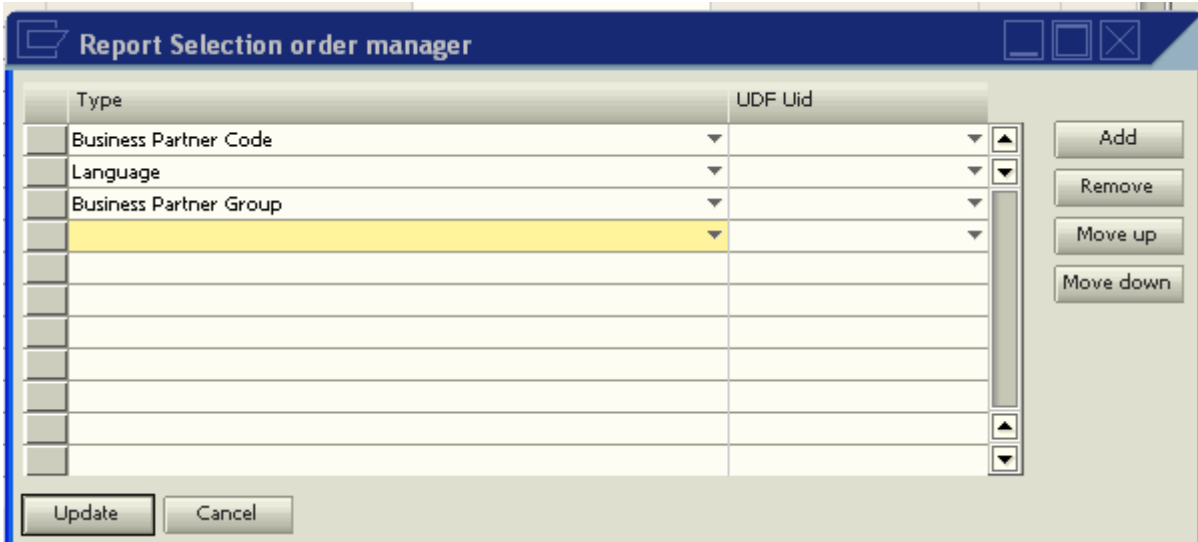 Report Selection order manager
Type UDF Uid
Business Partner Code
Language
Business Partner Group
Add
Remove
Move up
Move down
Update Cancel